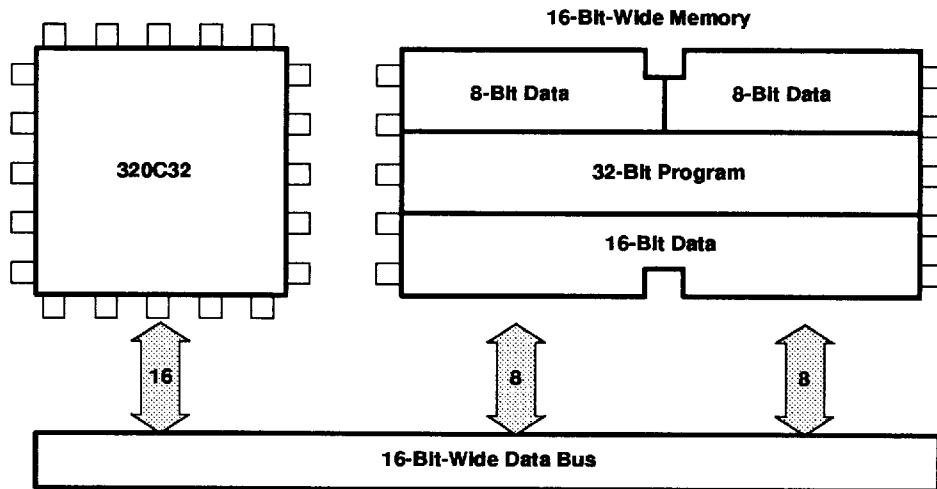 16-Bit-Wide Memory
8-Bit Data
8-Bit Data
320C32
32-Bit Program
16-Bit Data
16
8
8
16-Bit-Wide Data Bus